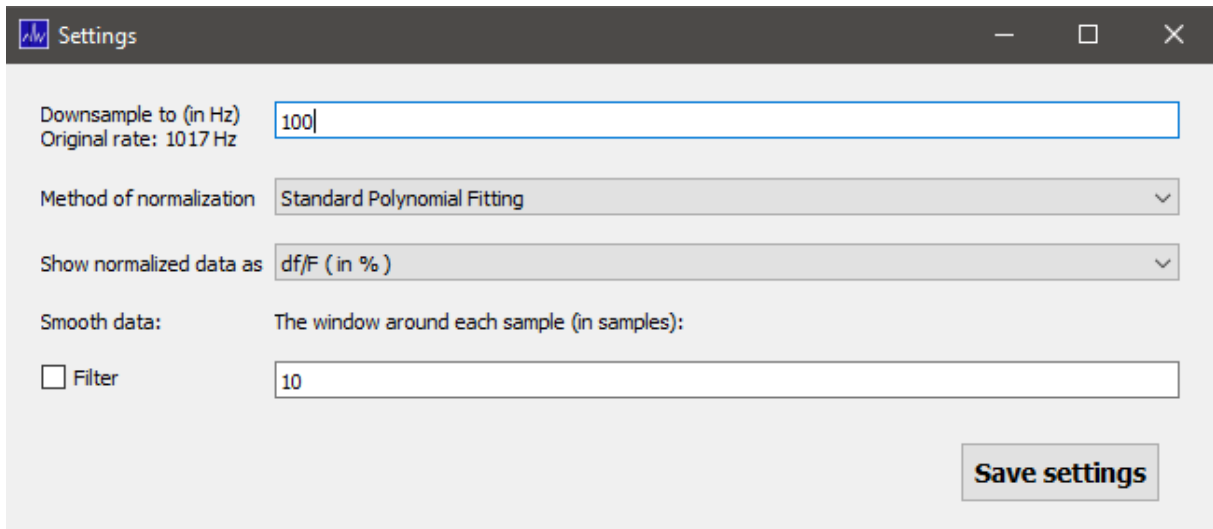 Settings
Downsample to (in Hz)
Original rate: 1017 Hz
100
Method of normalization
Standard Polynomial Fitting
Show normalized data as
df/F ( in % )
Smooth data:
The window around each sample (in samples):
Filter
10
Save settings